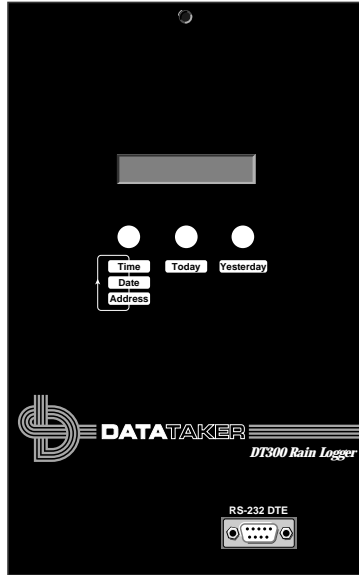 Time Today Yesterday
Date
Address
DATATAKER
DT300 Rain Logger
RS-232 DTE